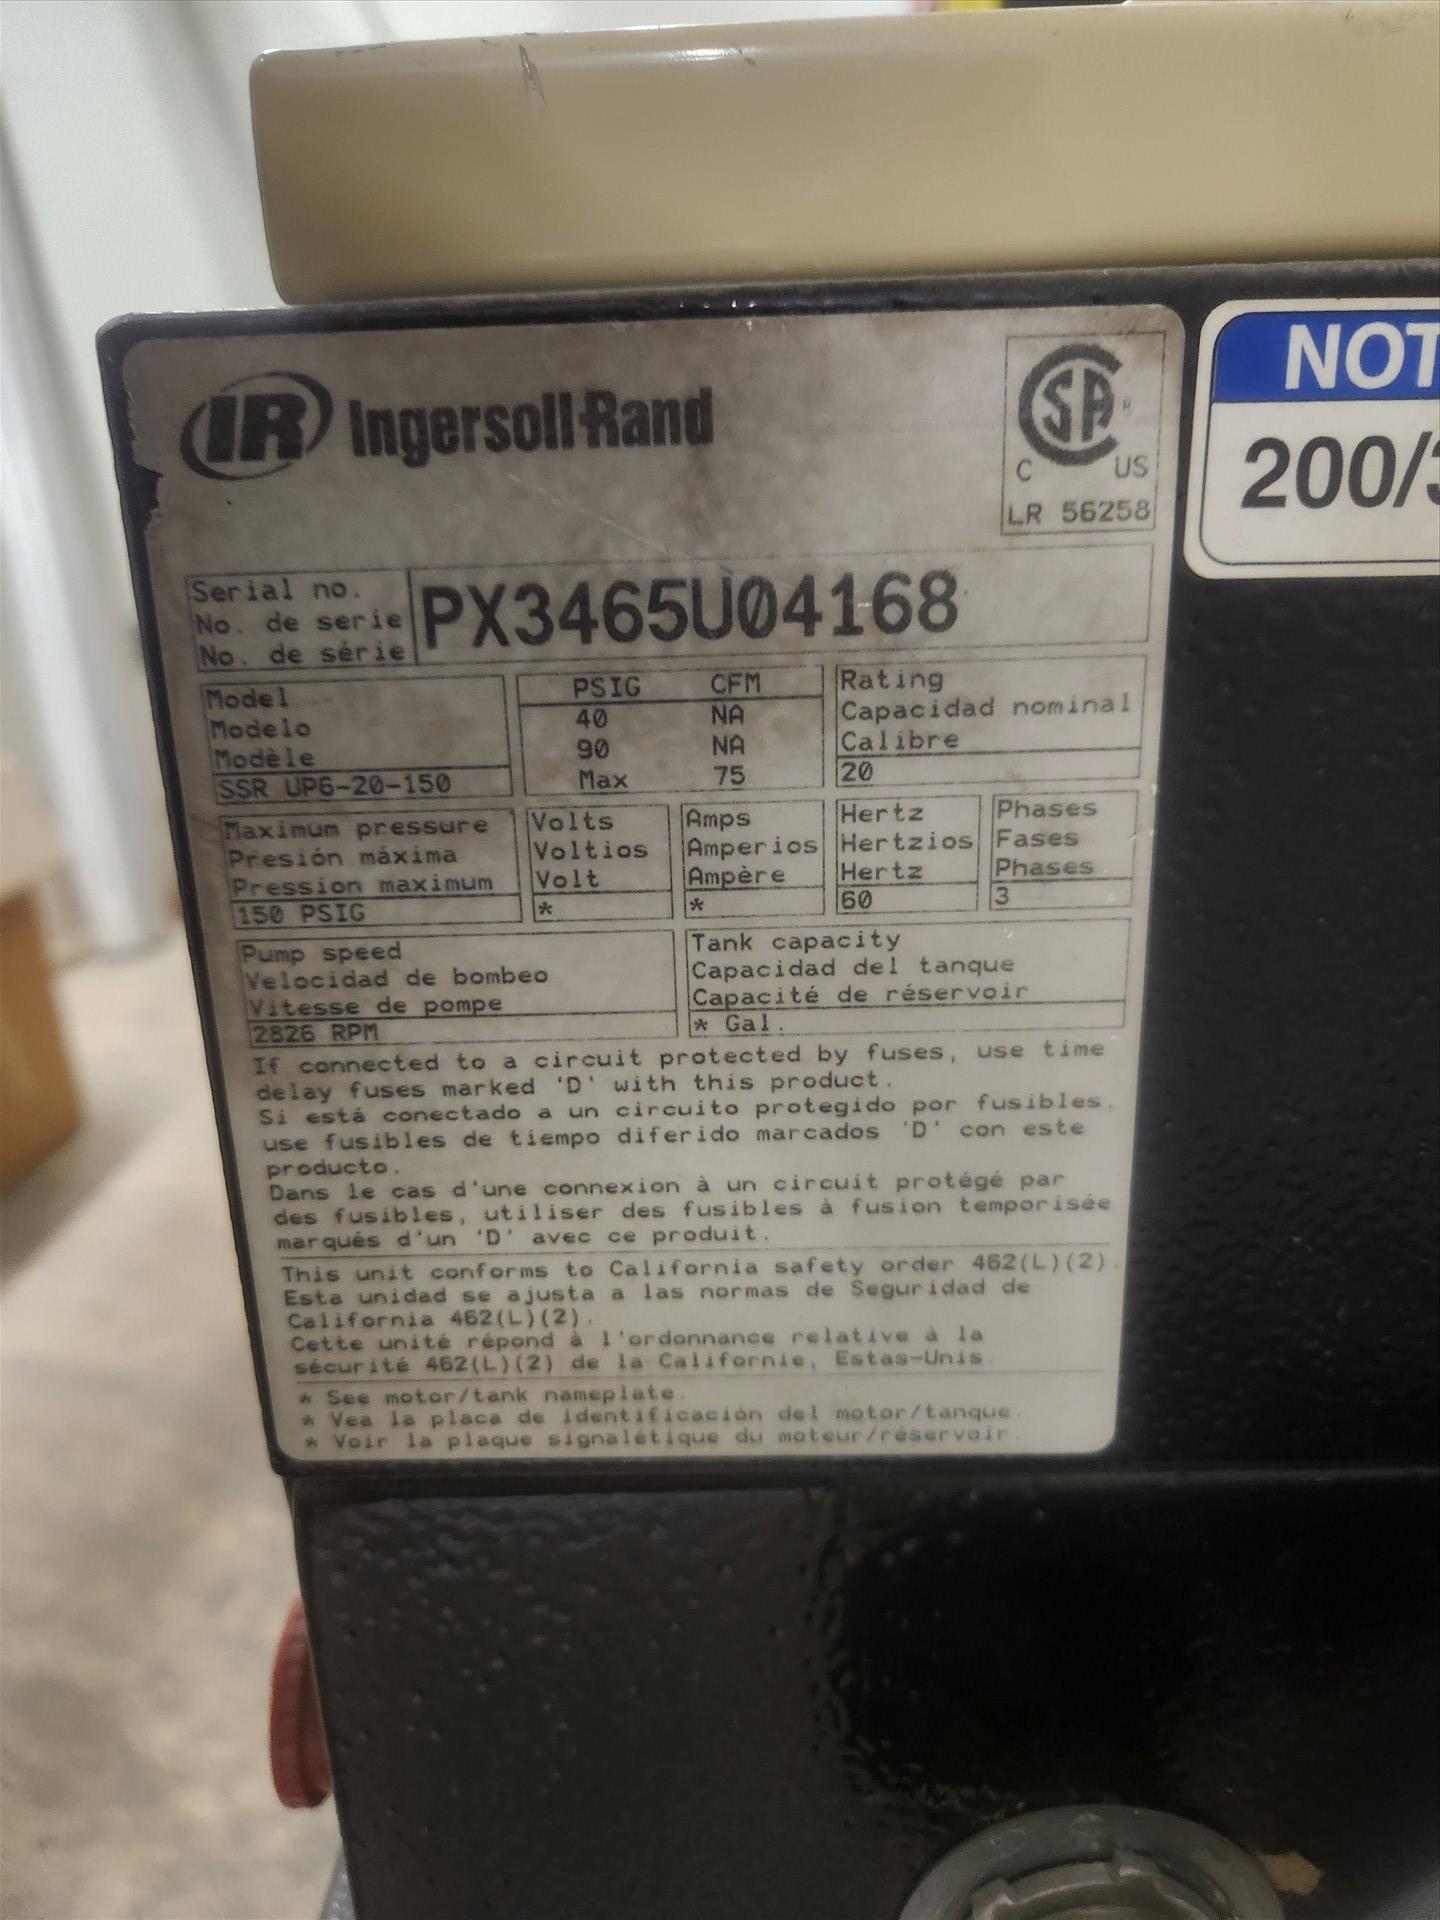 IR Ingersoll-Rand
CSA R
C US
LR 56258
NOT
200/3
Serial no.
No. de serie
No. de série
PX3465U04168
Model
Modelo
Modèle
SSR UP6-20-150
PSIG CFM
40 NA
90 NA
Max 75
Rating
Capacidad nominal
Calibre
20
Maximum pressure
Presión máxima
Pression maximum
150 PSIG
Volts
Voltios
Volt
*
Amps
Amperios
Ampère
*
Hertz
Hertzios
Hertz
60
Phases
Fases
Phases
3
Pump speed
Velocidad de bombeo
Vitesse de pompe
2826 RPM
Tank capacity
Capacidad del tanque
Capacité de réservoir
* Gal.
If connected to a circuit protected by fuses, use time
delay fuses marked 'D' with this product.
Si está conectado a un circuito protegido por fusibles,
use fusibles de tiempo diferido marcados 'D' con este
producto.
Dans le cas d'une connexion à un circuit protégé par
des fusibles, utiliser des fusibles à fusion temporisée
marqués d'un 'D' avec ce produit.
This unit conforms to California safety order 462(L)(2).
Esta unidad se ajusta a las normas de Seguridad de
California 462(L)(2).
Cette unité répond à l'ordonnance relative à la
sécurité 462(L)(2) de la Californie, Estas-Unis.
* See motor/tank nameplate.
* Vea la placa de identificación del motor/tanque.
* Voir la plaque signalétique du moteur/réservoir.